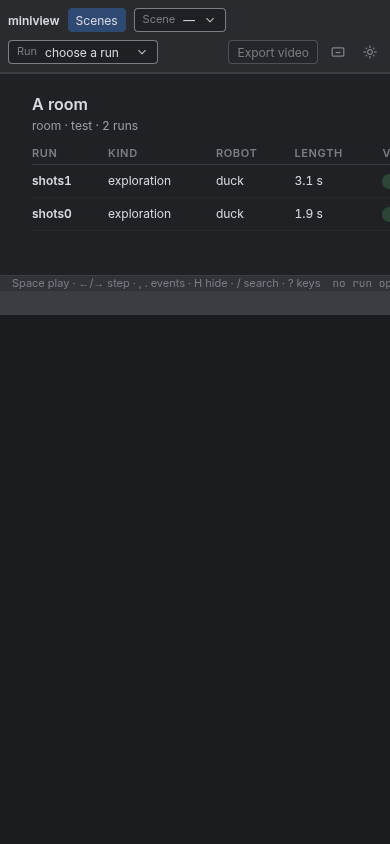 miniview Scenes Scene —
Run choose a run Export video
A room
room · test · 2 runs
RUN KIND ROBOT LENGTH V
shots1 exploration duck 3.1 s
shots0 exploration duck 1.9 s
Space play · ←/→ step · , . events · H hide · / search · ? keys no run op